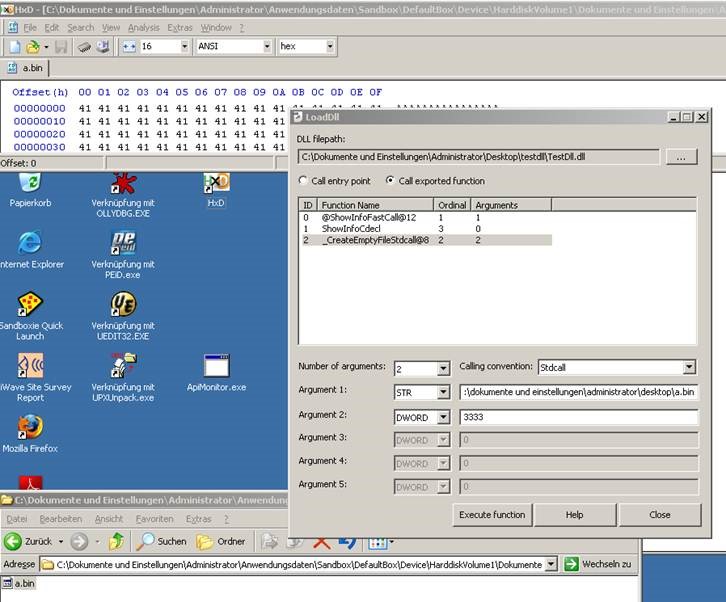 HxD - [C:\Dokumente und Einstellungen\Administrator\Anwendungsdaten\Sandbox\DefaultBox\Device\HarddiskVolume1\Dokumente und Einstellungen\A
File Edit Search View Analysis Extras Window ?
16 ANSI hex
a.bin
Offset(h) 00 01 02 03 04 05 06 07 08 09 0A 0B 0C 0D 0E 0F
00000000 41 41 41 41 41 41 41 41 41 41 41 41 41 41 41 41 AAAAAAAAAAAAAAAA
00000010 41 41 41 41 41 41 41 41 41 41 41
00000020 41 41 41 41 41 41 41 41 41 41 41
00000030 41 41 41 41 41 41 41 41 41 41 41
Offset: 0
LoadDll
DLL filepath:
C:\Dokumente und Einstellungen\Administrator\Desktop\testdll\TestDll.dll ...
Call entry point Call exported function
ID Function Name Ordinal Arguments
0 @ShowInfoFastCall@12 1 1
1 ShowInfoCdecl 3 0
2 _CreateEmptyFileStdcall@8 2 2
Number of arguments: 2 Calling convention: Stdcall
Argument 1: STR :\dokumente und einstellungen\administrator\desktop\a.bin
Argument 2: DWORD 3333
Argument 3: DWORD 0
Argument 4: DWORD 0
Argument 5: DWORD 0
Execute function Help Close
Papierkorb
Verknüpfung mit
OLLYDBG.EXE
HxD
nternet Explorer
Verknüpfung mit
PEiD.exe
Sandboxie Quick
Launch
Verknüpfung mit
UEDIT32.EXE
iWave Site Survey
Report
Verknüpfung mit
UPXUnpack.exe
ApiMonitor.exe
Mozilla Firefox
C:\Dokumente und Einstellungen\Administrator\Anwendung
Datei Bearbeiten Ansicht Favoriten Extras ?
Zurück Suchen Ordner
Adresse C:\Dokumente und Einstellungen\Administrator\Anwendungsdaten\Sandbox\DefaultBox\Device\HarddiskVolume1\Dokumente Wechseln zu
a.bin